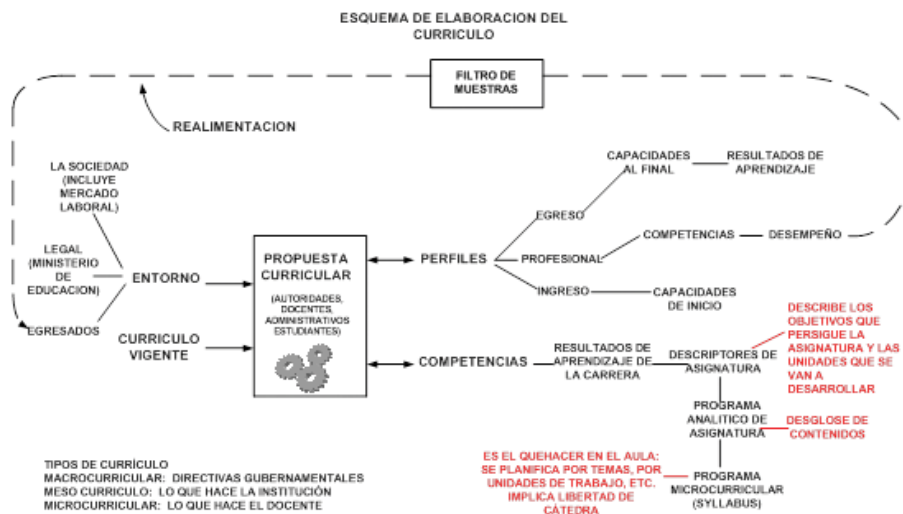 ESQUEMA DE ELABORACION DEL
CURRICULO
FILTRO DE
MUESTRAS
REALIMENTACION
LA SOCIEDAD
(INCLUYE
MERCADO
LABORAL)
LEGAL
(MINISTERIO
DE
EDUCACION)
EGRESADOS
ENTORNO
CURRICULO
VIGENTE
PROPUESTA
CURRICULAR
(AUTORIDADES,
DOCENTES,
ADMINISTRATIVOS
ESTUDIANTES)
PERFILES
EGRESO
CAPACIDADES
AL FINAL
RESULTADOS DE
APRENDIZAJE
PROFESIONAL
COMPETENCIAS
DESEMPEÑO
INGRESO
CAPACIDADES
DE INICIO
COMPETENCIAS
RESULTADOS DE
APRENDIZAJE DE
LA CARRERA
DESCRIPTORES DE
ASIGNATURA
DESCRIBE LOS
OBJETIVOS QUE
PERSIGUE LA
ASIGNATURA Y LAS
UNIDADES QUE SE
VAN A
DESARROLLAR
PROGRAMA
ANALITICO DE
ASIGNATURA
DESGLOSE DE
CONTENIDOS
ES EL QUEHACER EN EL AULA:
SE PLANIFICA POR TEMAS, POR
UNIDADES DE TRABAJO, ETC.
IMPLICA LIBERTAD DE
CÁTEDRA
PROGRAMA
MICROCURRICULAR
(SYLLABUS)
TIPOS DE CURRÍCULO
MACROCURRICULAR: DIRECTIVAS GUBERNAMENTALES
MESO CURRICULO: LO QUE HACE LA INSTITUCIÓN
MICROCURRICULAR: LO QUE HACE EL DOCENTE